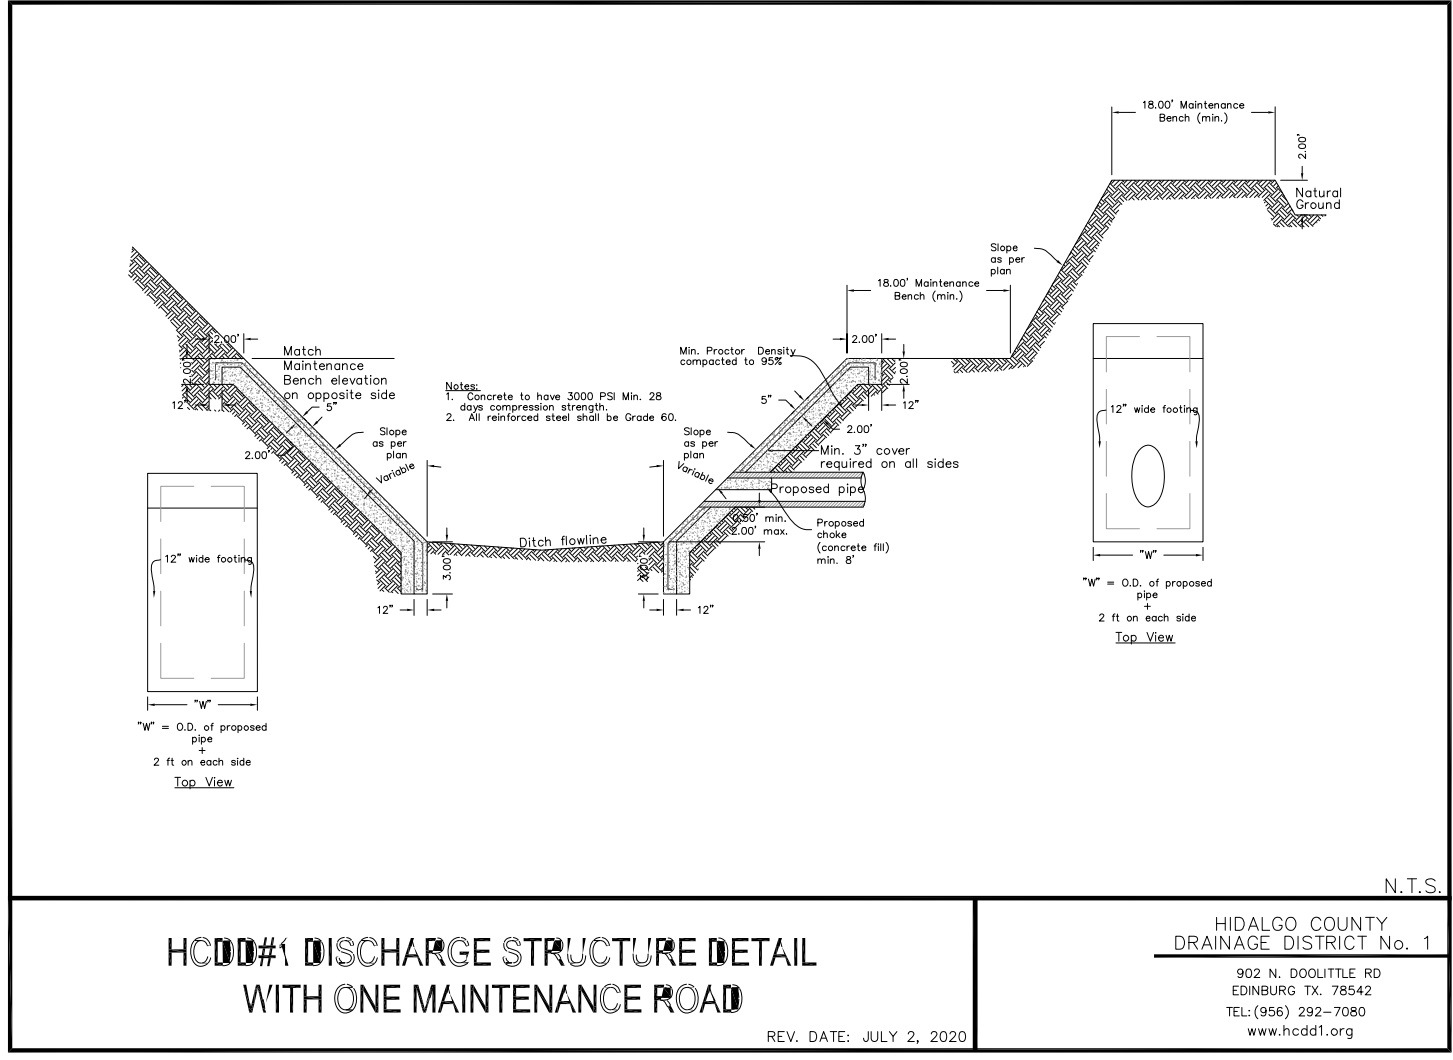 18.00' Maintenance
Bench (min.)
2.00'
Natural
Ground
Slope
as per
plan
18.00' Maintenance
Bench (min.)
2.00'
2.00'
12"
Match
Maintenance
Bench elevation
on opposite side
5"
2.00'
Slope
as per
plan
Variable
Notes:
1. Concrete to have 3000 PSI Min. 28
days compression strength.
2. All reinforced steel shall be Grade 60.
Min. Proctor Density
compacted to 95%
2.00'
2.00'
12"
5"
2.00'
Slope
as per
plan
Variable
Min. 3" cover
required on all sides
Proposed pipe
0.50' min.
2.00' max.
Proposed
choke
(concrete fill)
min. 8'
Ditch flowline
3.00'
12"
12"
12" wide footing
"W"
"W" = O.D. of proposed
pipe
+
2 ft on each side
Top View
12" wide footing
"W"
"W" = O.D. of proposed
pipe
+
2 ft on each side
Top View
N.T.S.
HCDD#1 DISCHARGE STRUCTURE DETAIL
WITH ONE MAINTENANCE ROAD
REV. DATE: JULY 2, 2020
HIDALGO COUNTY
DRAINAGE DISTRICT No. 1
902 N. DOOLITTLE RD
EDINBURG TX. 78542
TEL:(956) 292-7080
www.hcdd1.org